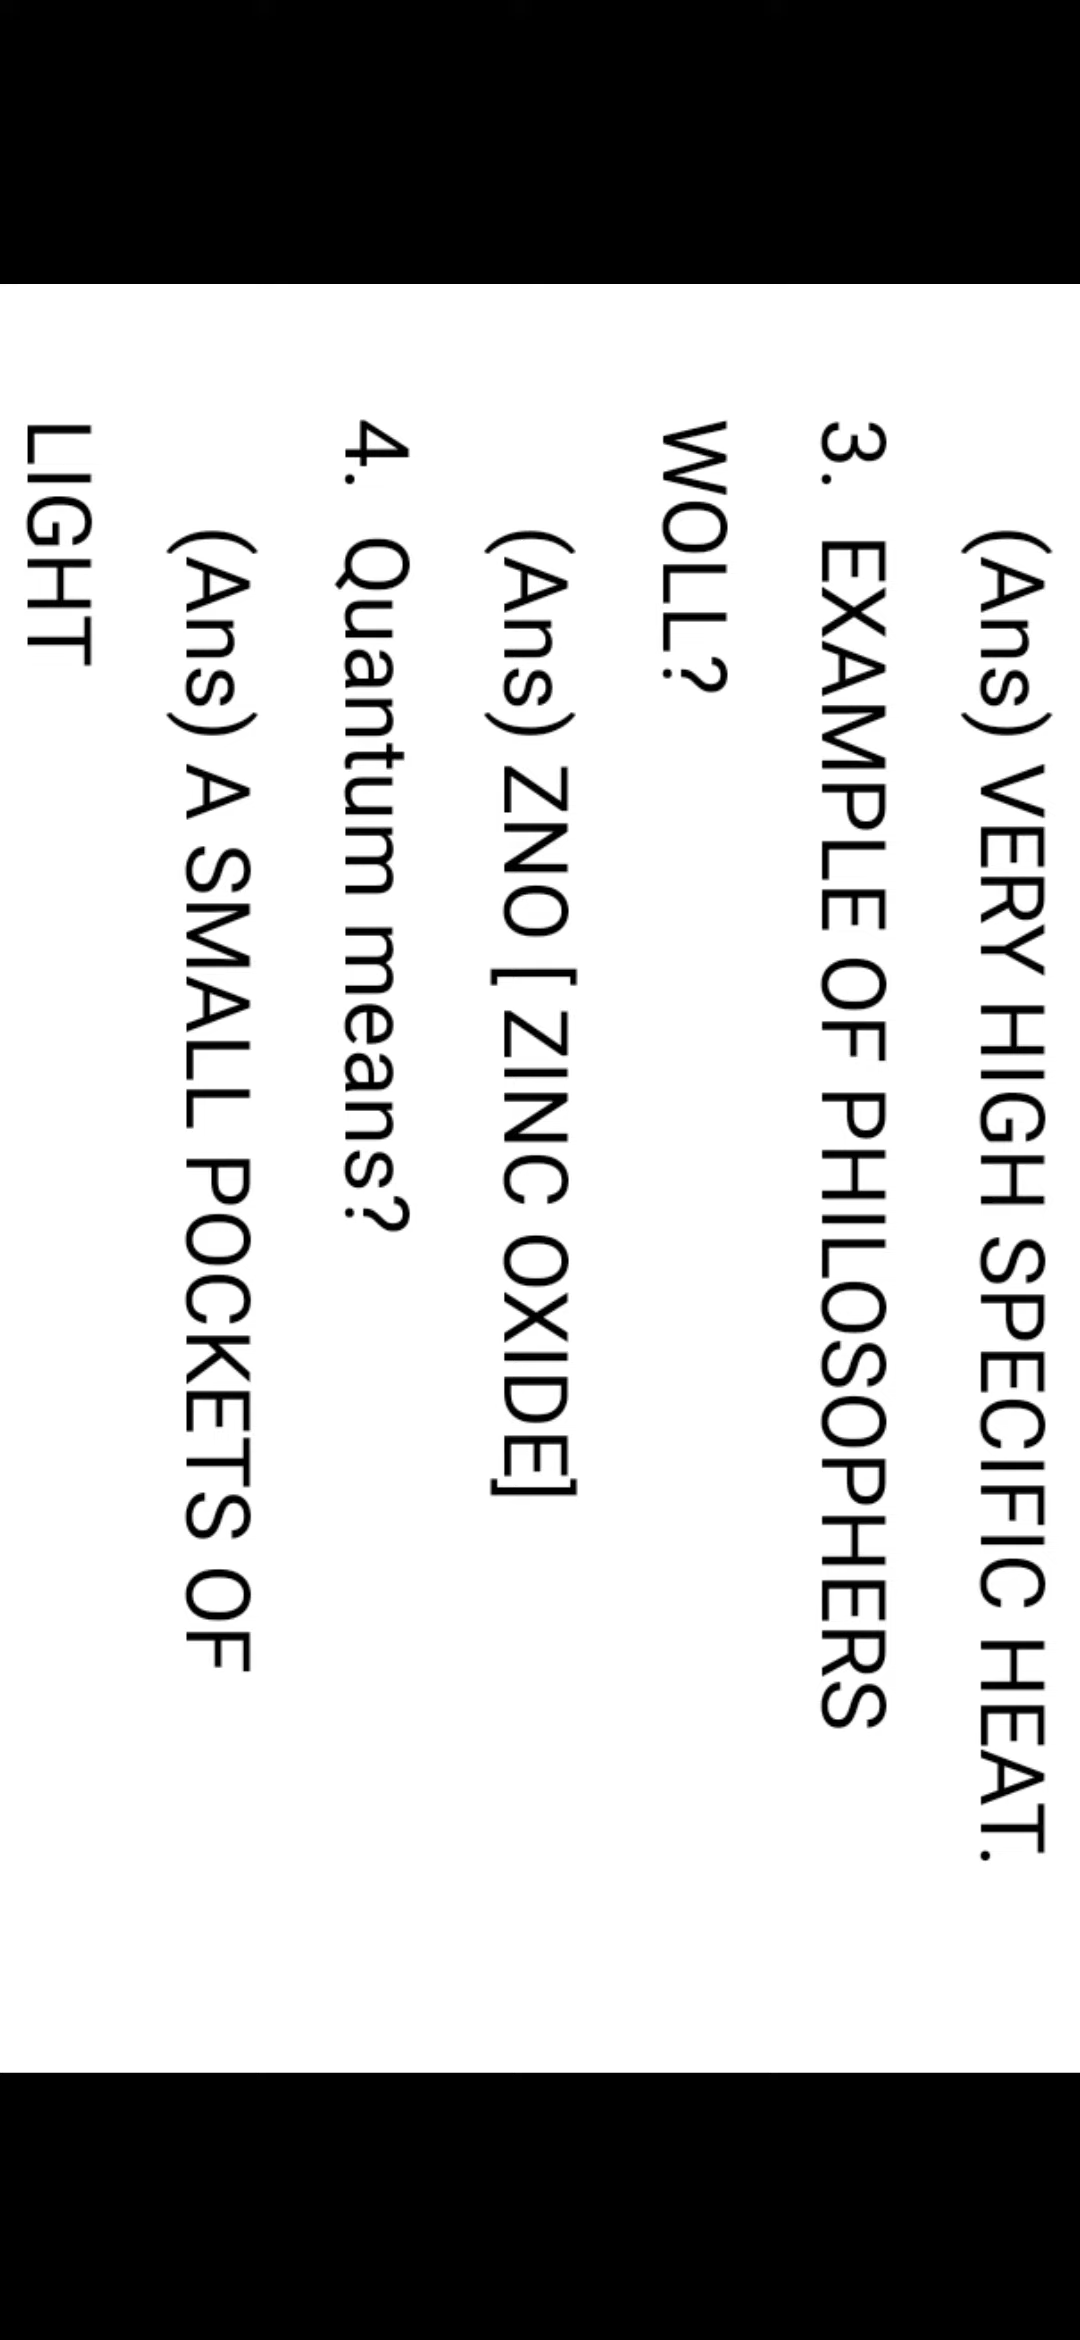 (Ans) VERY HIGH SPECIFIC HEAT.
3. EXAMPLE OF PHILOSOPHERS
WOLL?
(Ans) ZNO [ ZINC OXIDE]
4. Quantum means?
(Ans) A SMALL POCKETS OF
LIGHT